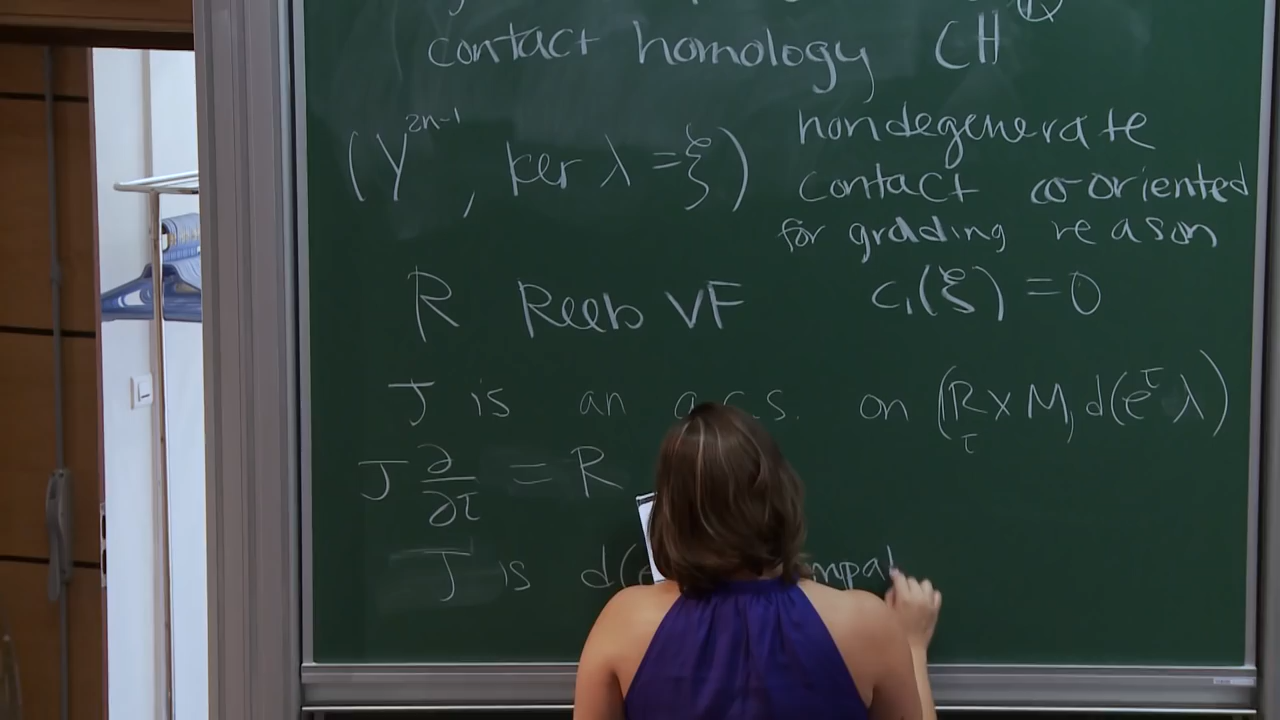 contact homology CH^Q
(Y^{2n-1}, ker λ = ξ)
nondegenerate
contact co-oriented
for grading reason
R Reeb VF
c₁(ξ) = 0
J is an a.c.s. on (ℝ_τ × M, d(e^τ λ))
J ∂/∂τ = R
J is d( mpat